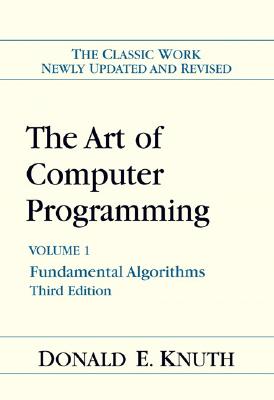 THE CLASSIC WORK
NEWLY UPDATED AND REVISED
The Art of
Computer
Programming
VOLUME 1
Fundamental Algorithms
Third Edition
DONALD E. KNUTH